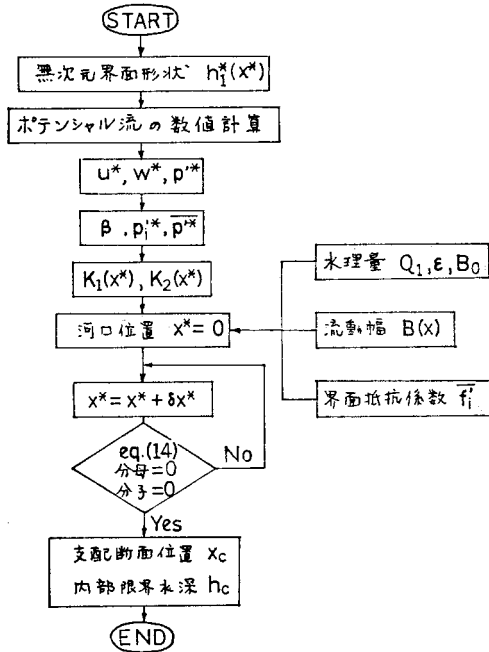 START
無次元界面形状 h₁*(x*)
ポテンシャル流の数値計算
u*, w*, p'*
β, pᵢ'*, p̅'̅*̅
K₁(x*), K₂(x*)
河口位置 x*= 0
水理量 Q₁, ε, B₀
流動幅 B(x)
界面抵抗係数 f̅ᵢ̅'̅
x*= x* + δx*
eq.(14)
分母=0
分子=0
No
Yes
支配断面位置 xc
内部限界水深 hc
END